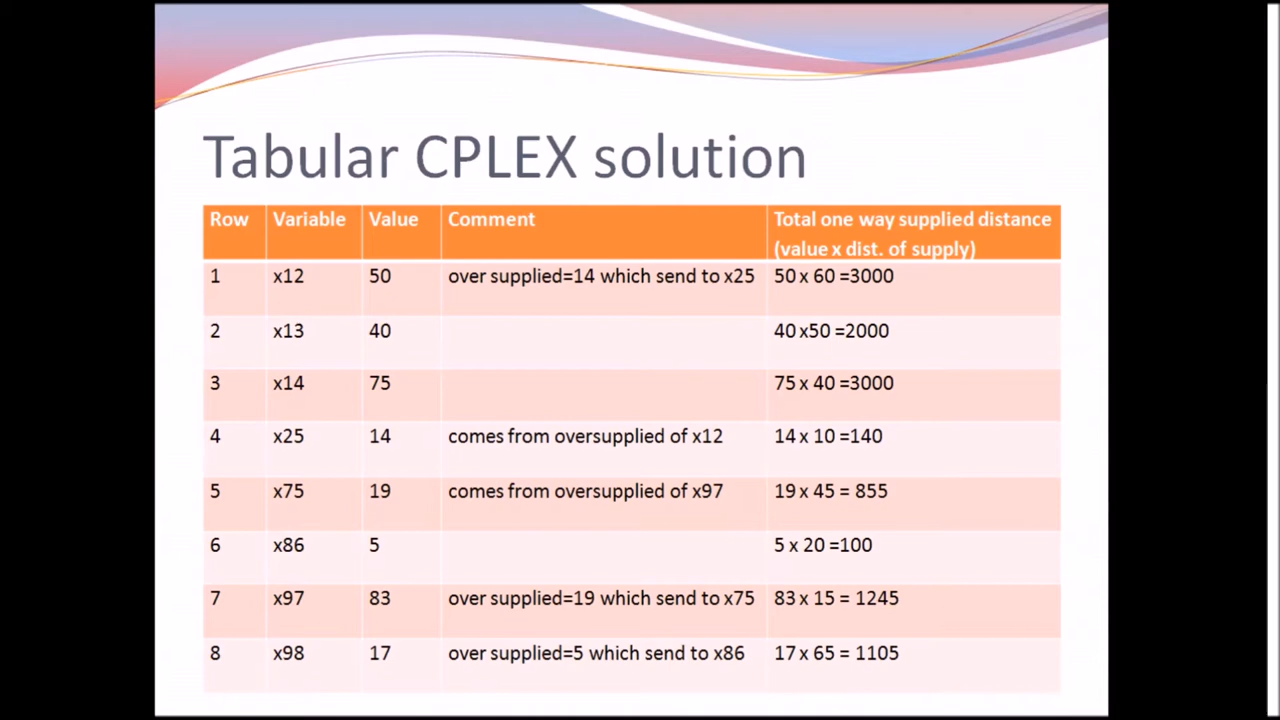 Tabular CPLEX solution
Row Variable Value Comment Total one way supplied distance
(value x dist. of supply)
1 x12 50 over supplied=14 which send to x25 50 x 60 =3000
2 x13 40 40 x50 =2000
3 x14 75 75 x 40 =3000
4 x25 14 comes from oversupplied of x12 14 x 10 =140
5 x75 19 comes from oversupplied of x97 19 x 45 = 855
6 x86 5 5 x 20 =100
7 x97 83 over supplied=19 which send to x75 83 x 15 = 1245
8 x98 17 over supplied=5 which send to x86 17 x 65 = 1105